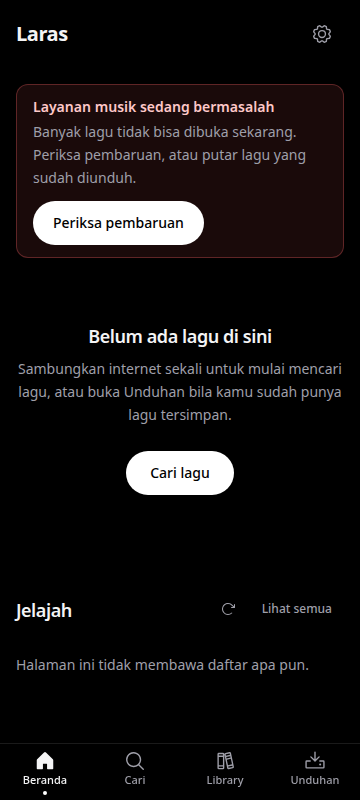 Laras
Layanan musik sedang bermasalah
Banyak lagu tidak bisa dibuka sekarang.
Periksa pembaruan, atau putar lagu yang
sudah diunduh.
Periksa pembaruan
Belum ada lagu di sini
Sambungkan internet sekali untuk mulai mencari
lagu, atau buka Unduhan bila kamu sudah punya
lagu tersimpan.
Cari lagu
Jelajah
Lihat semua
Halaman ini tidak membawa daftar apa pun.
Beranda
Cari
Library
Unduhan